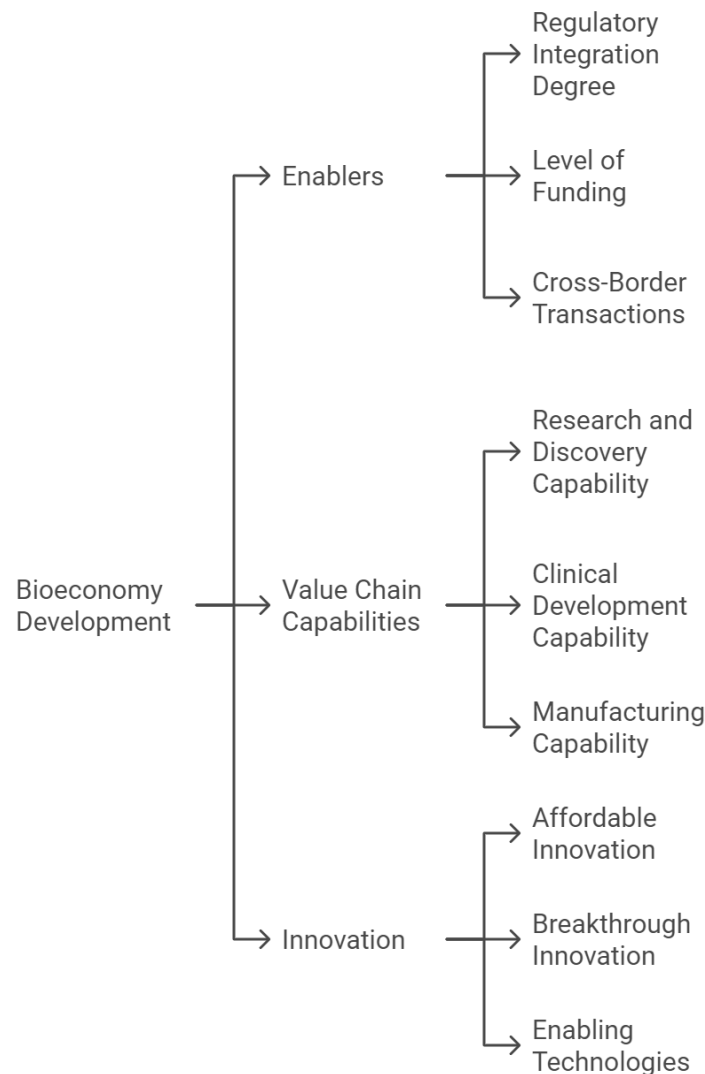 Regulatory
Integration
Degree
Enablers
Level of
Funding
Cross-Border
Transactions
Research and
Discovery
Capability
Bioeconomy
Development
Value Chain
Capabilities
Clinical
Development
Capability
Manufacturing
Capability
Affordable
Innovation
Innovation
Breakthrough
Innovation
Enabling
Technologies